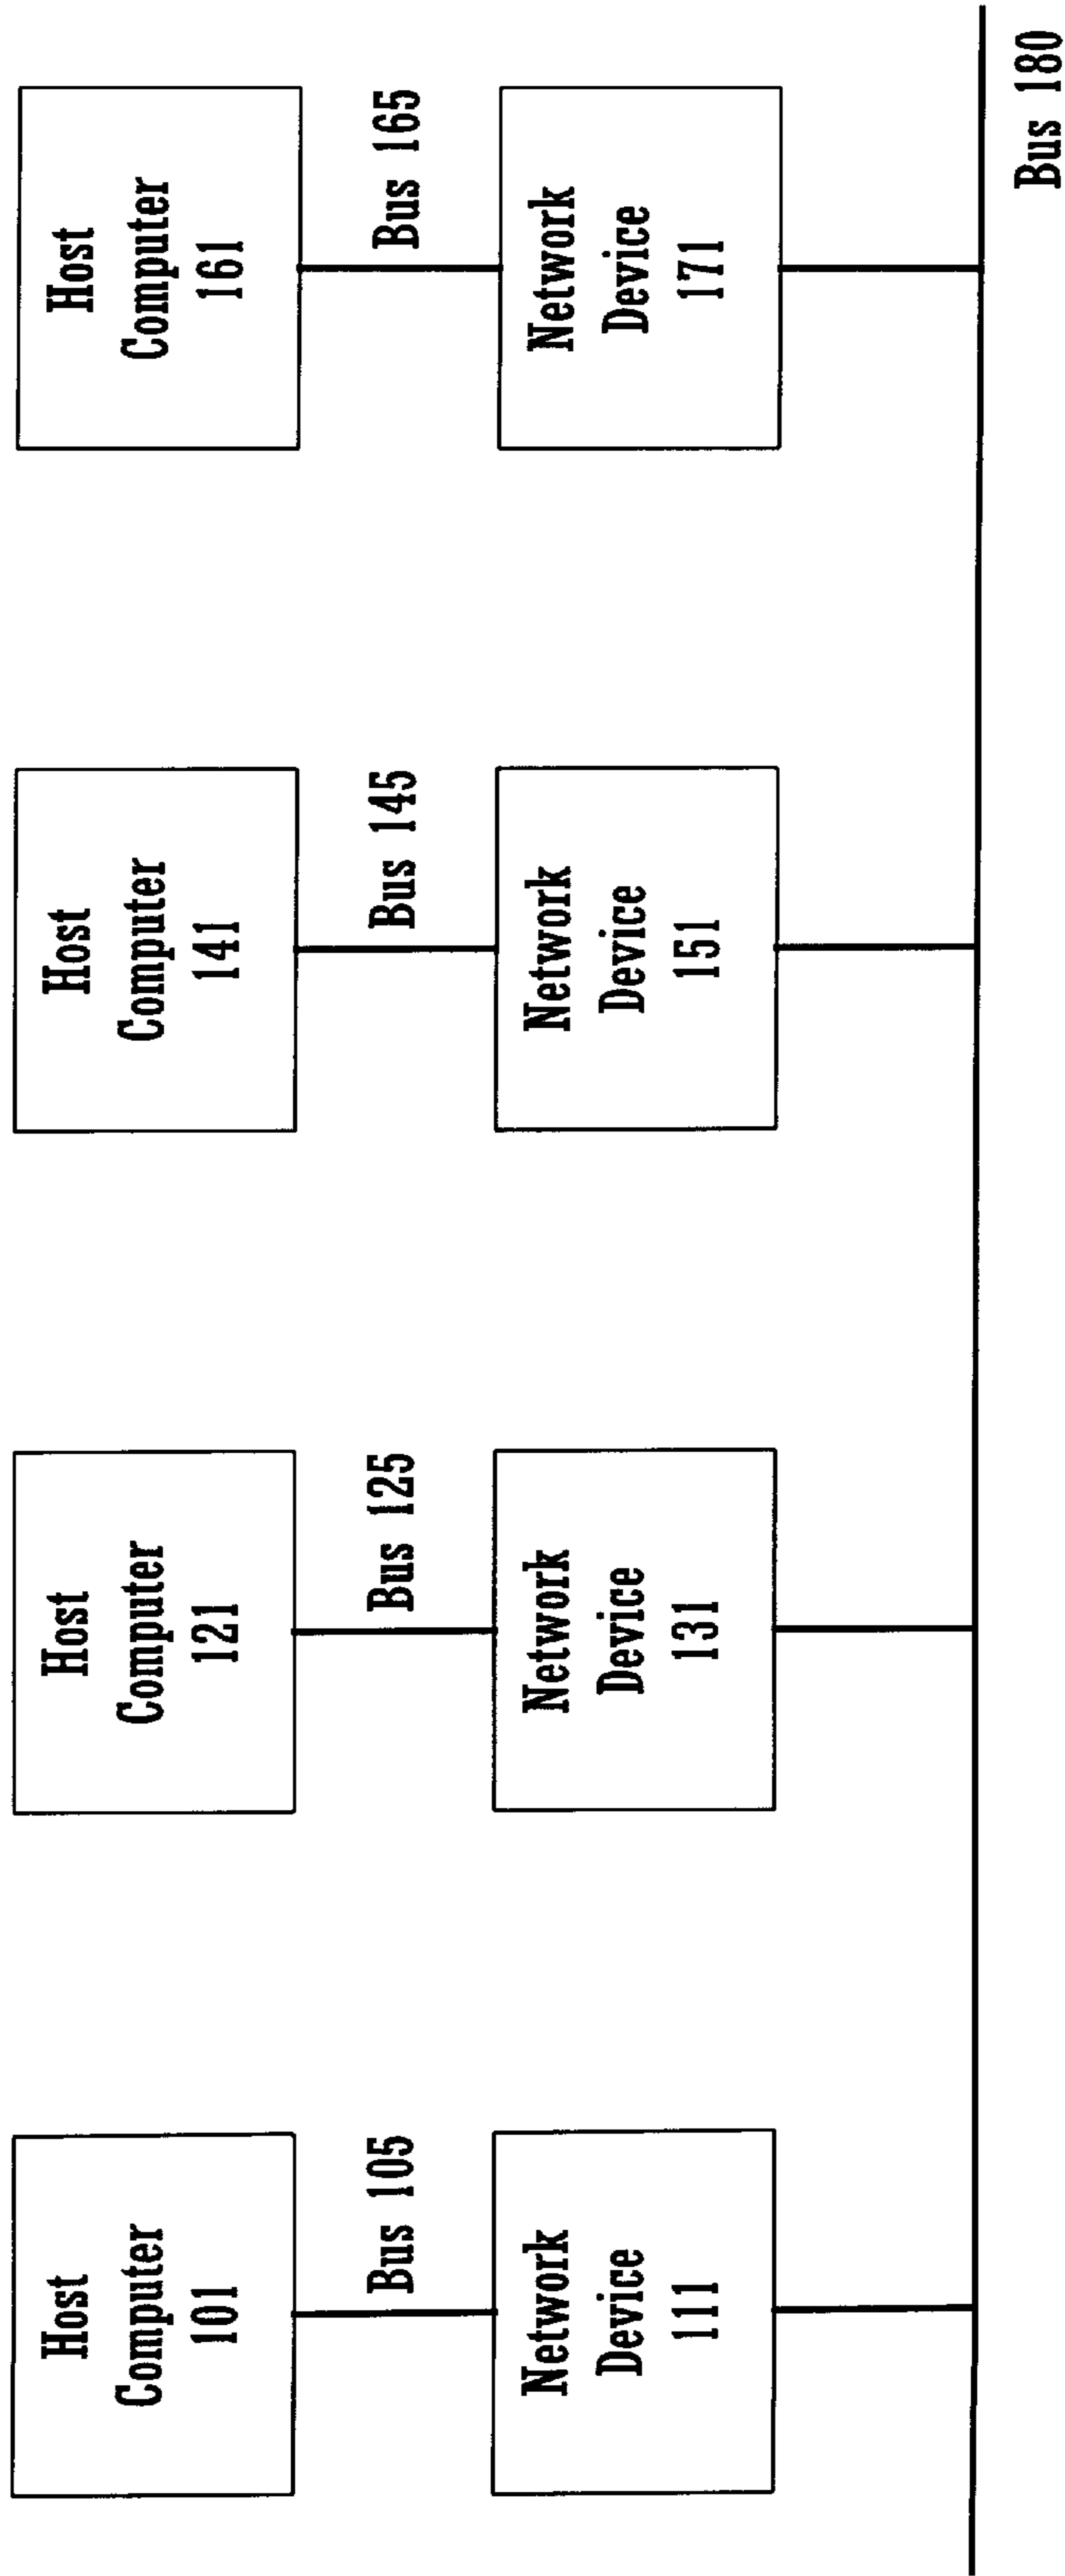 Host
Computer
101
Bus 105
Network
Device
111
Host
Computer
121
Bus 125
Network
Device
131
Host
Computer
141
Bus 145
Network
Device
151
Host
Computer
161
Bus 165
Network
Device
171
Bus 180